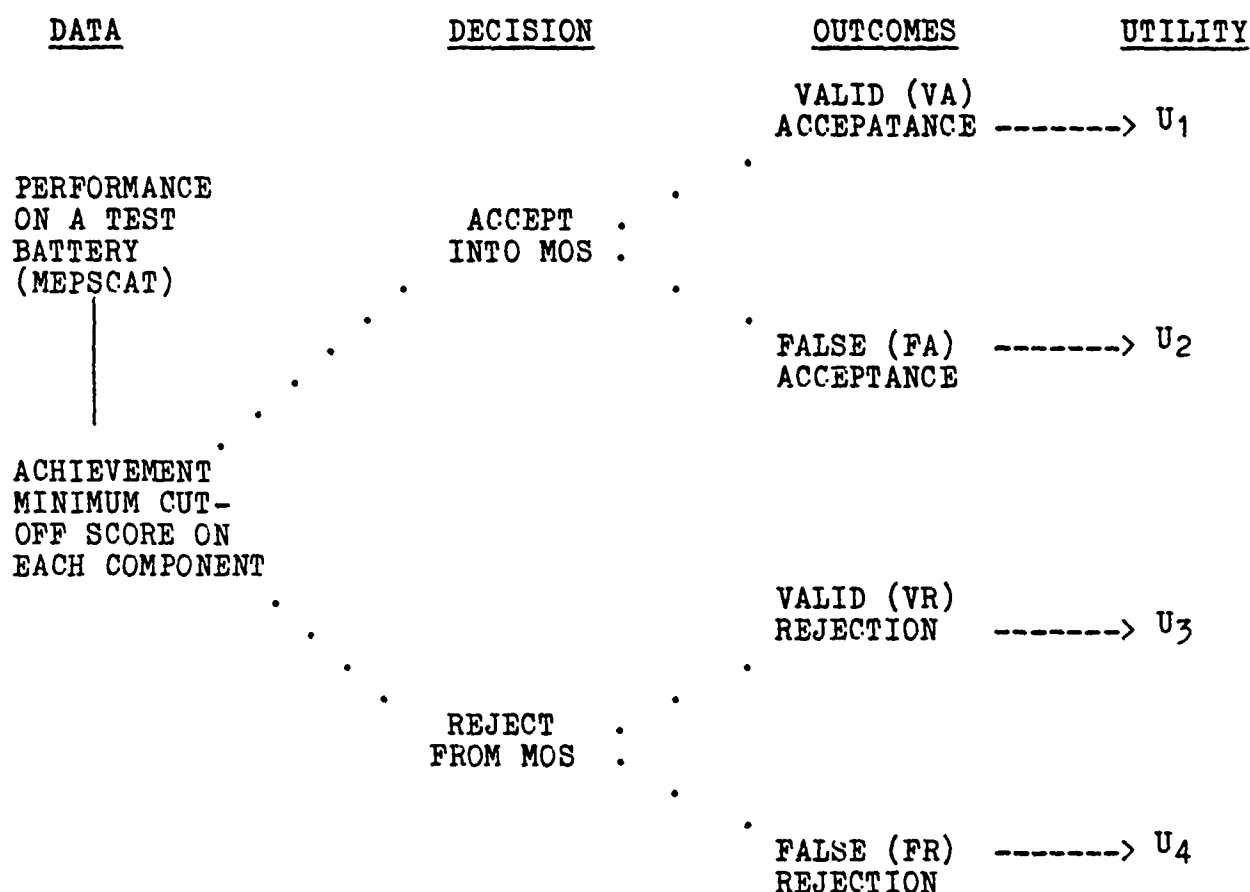 DATA DECISION OUTCOMES UTILITY
VALID (VA)
ACCEPATANCE -------> U1
PERFORMANCE
ON A TEST
BATTERY
(MEPSCAT)
ACCEPT
INTO MOS
FALSE (FA) -------> U2
ACCEPTANCE
ACHIEVEMENT
MINIMUM CUT-
OFF SCORE ON
EACH COMPONENT
VALID (VR)
REJECTION -------> U3
REJECT
FROM MOS
FALSE (FR) -------> U4
REJECTION